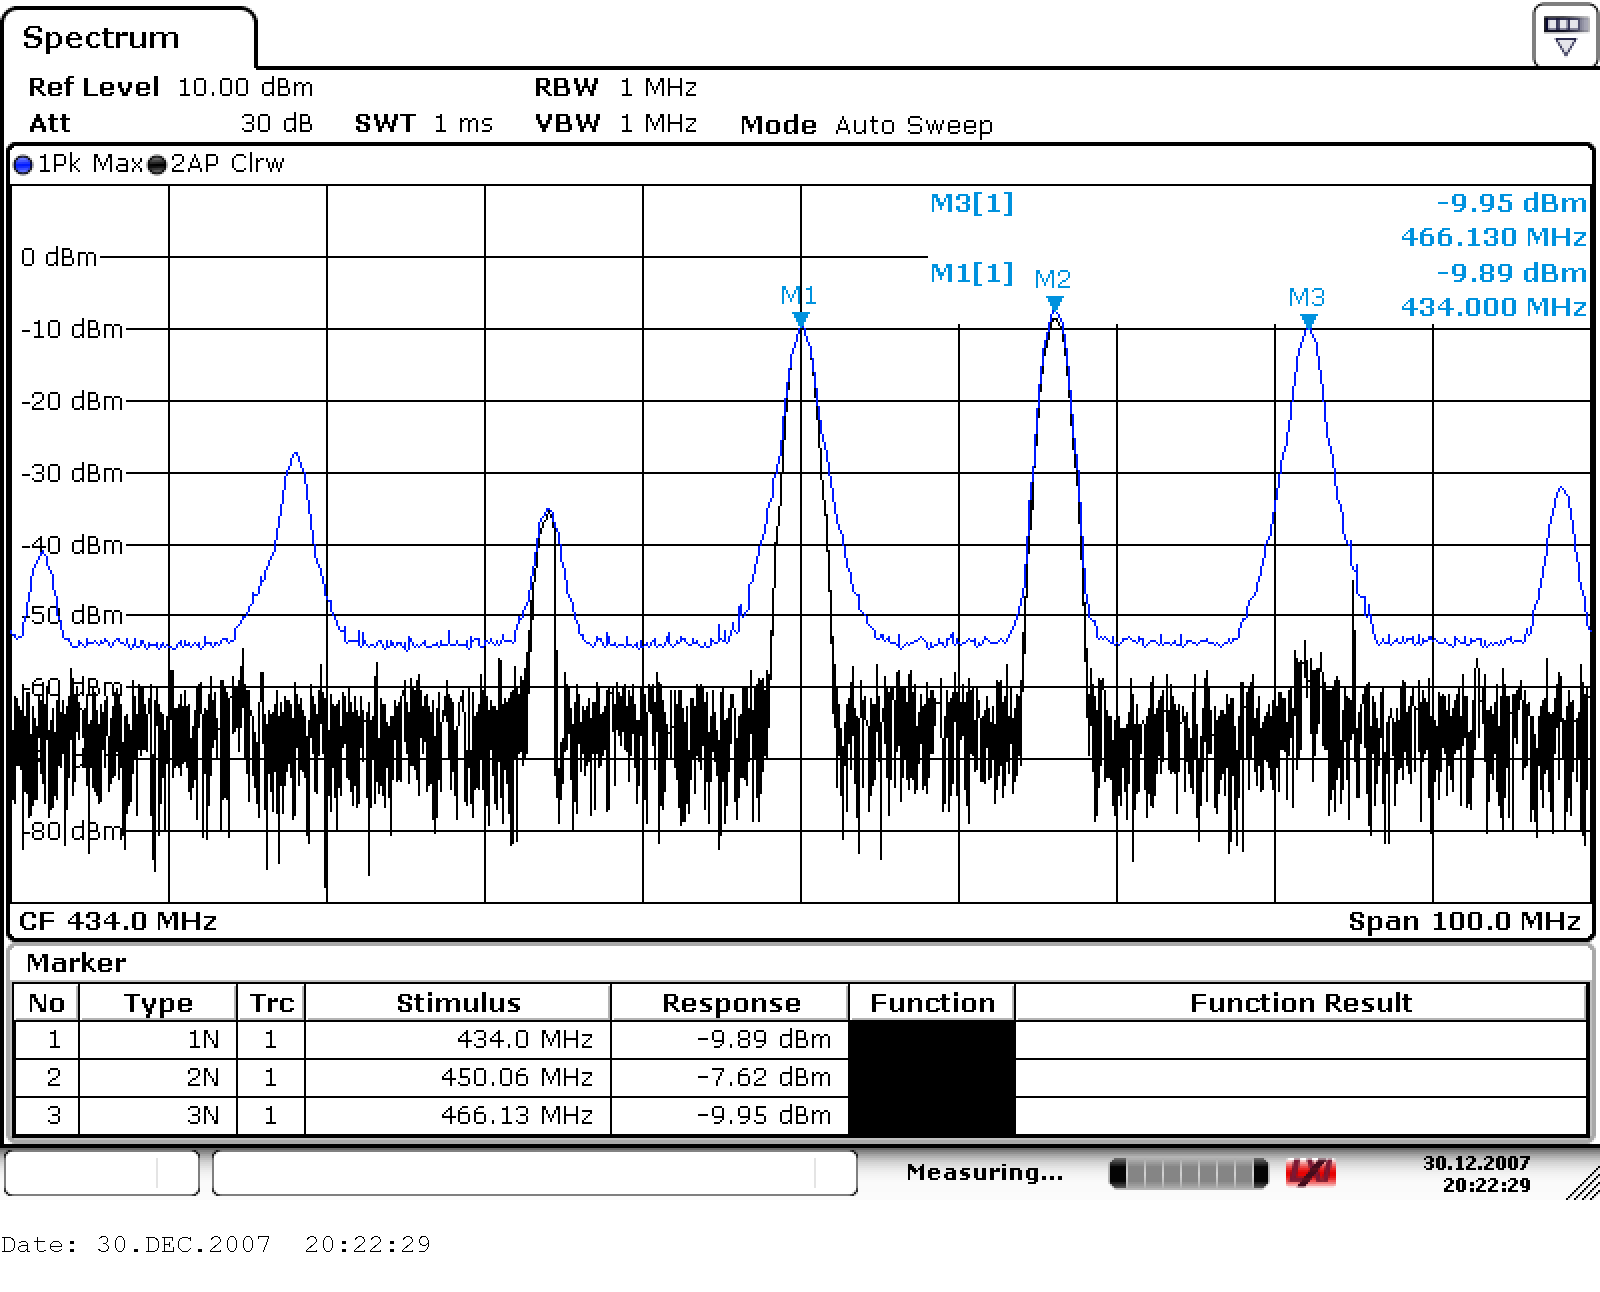 Spectrum
Ref Level 10.00 dBm RBW 1 MHz
Att 30 dB SWT 1 ms VBW 1 MHz Mode Auto Sweep
1Pk Max 2AP Clrw
M3[1] -9.95 dBm
466.130 MHz
M1[1] -9.89 dBm
434.000 MHz
M1
M2
M3
0 dBm
-10 dBm
-20 dBm
-30 dBm
-40 dBm
-50 dBm
-60 dBm
-80 dBm
CF 434.0 MHz Span 100.0 MHz
Marker
No Type Trc Stimulus Response Function Function Result
1 1N 1 434.0 MHz -9.89 dBm
2 2N 1 450.06 MHz -7.62 dBm
3 3N 1 466.13 MHz -9.95 dBm
Measuring... LXI 30.12.2007
20:22:29
Date: 30.DEC.2007 20:22:29